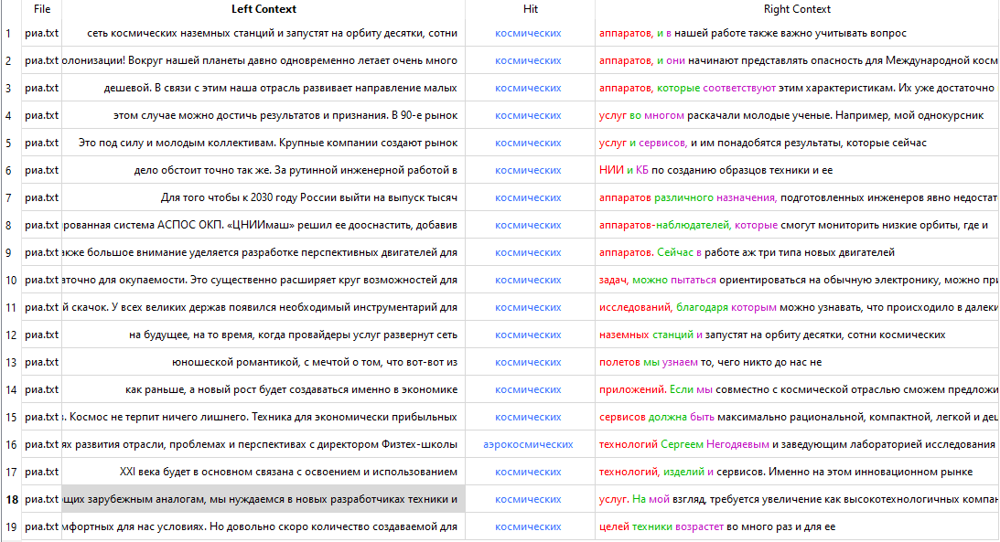 File Left Context Hit Right Context
1 риа.txt сеть космических наземных станций и запустят на орбиту десятки, сотни космических аппаратов, и в нашей работе также важно учитывать вопрос
2 риа.txt олонизации! Вокруг нашей планеты давно одновременно летает очень много космических аппаратов, и они начинают представлять опасность для Международной косм
3 риа.txt дешевой. В связи с этим наша отрасль развивает направление малых космических аппаратов, которые соответствуют этим характеристикам. Их уже достаточно
4 риа.txt этом случае можно достичь результатов и признания. В 90-е рынок космических услуг во многом раскачали молодые ученые. Например, мой однокурсник
5 риа.txt Это под силу и молодым коллективам. Крупные компании создают рынок космических услуг и сервисов, и им понадобятся результаты, которые сейчас
6 риа.txt дело обстоит точно так же. За рутинной инженерной работой в космических НИИ и КБ по созданию образцов техники и ее
7 риа.txt Для того чтобы к 2030 году России выйти на выпуск тысяч космических аппаратов различного назначения, подготовленных инженеров явно недостат
8 риа.txt рованная система АСПОС ОКП. «ЦНИИмаш» решил ее дооснастить, добавив космических аппаратов-наблюдателей, которые смогут мониторить низкие орбиты, где и
9 риа.txt акже большое внимание уделяется разработке перспективных двигателей для космических аппаратов. Сейчас в работе аж три типа новых двигателей
10 риа.txt аточно для окупаемости. Это существенно расширяет круг возможностей для космических задач, можно пытаться ориентироваться на обычную электронику, можно при
11 риа.txt й скачок. У всех великих держав появился необходимый инструментарий для космических исследований, благодаря которым можно узнавать, что происходило в далеки
12 риа.txt на будущее, на то время, когда провайдеры услуг развернут сеть космических наземных станций и запустят на орбиту десятки, сотни космических
13 риа.txt юношеской романтикой, с мечтой о том, что вот-вот из космических полетов мы узнаем то, чего никто до нас не
14 риа.txt как раньше, а новый рост будет создаваться именно в экономике космических приложений. Если мы совместно с космической отраслью сможем предложи
15 риа.txt . Космос не терпит ничего лишнего. Техника для экономически прибыльных космических сервисов должна быть максимально рациональной, компактной, легкой и деш
16 риа.txt ях развития отрасли, проблемах и перспективах с директором Физтех-школы аэрокосмических технологий Сергеем Негодяевым и заведующим лабораторией исследования
17 риа.txt XXI века будет в основном связана с освоением и использованием космических технологий, изделий и сервисов. Именно на этом инновационном рынке
18 риа.txt щих зарубежным аналогам, мы нуждаемся в новых разработчиках техники и космических услуг. На мой взгляд, требуется увеличение как высокотехнологичных компан
19 риа.txt мфортных для нас условиях. Но довольно скоро количество создаваемой для космических целей техники возрастет во много раз и для ее